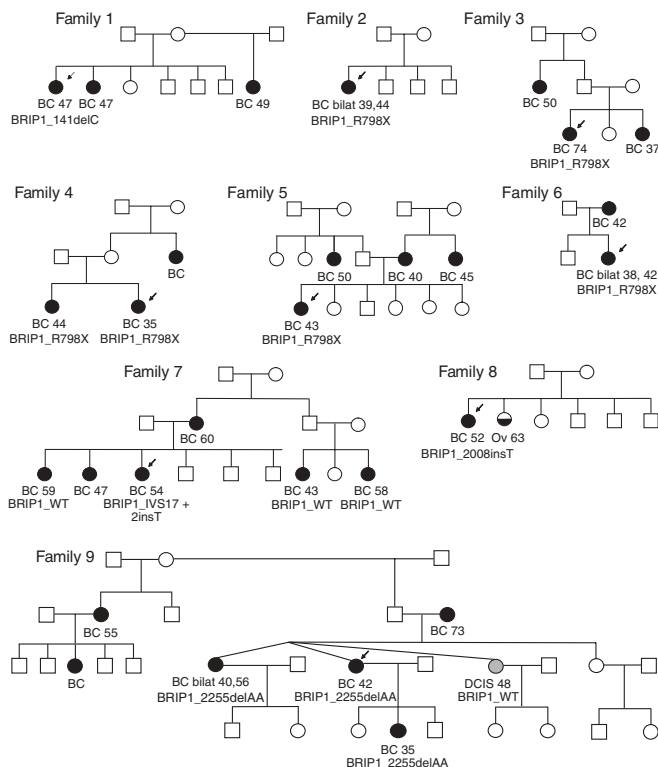 Family 1
Family 2
Family 3
BC 47 BC 47
BRIP1_141delC
BC 49
BC bilat 39,44
BRIP1_R798X
BC 50
BC 74
BRIP1_R798X
BC 37
Family 4
Family 5
Family 6
BC
BC 44
BRIP1_R798X
BC 35
BRIP1_R798X
BC 50
BC 40
BC 45
BC 43
BRIP1_R798X
BC 42
BC bilat 38, 42
BRIP1_R798X
Family 7
Family 8
BC 60
BC 59
BRIP1_WT
BC 47
BC 54
BRIP1_IVS17 +
2insT
BC 43
BRIP1_WT
BC 58
BRIP1_WT
BC 52
BRIP1_2008insT
Ov 63
Family 9
BC 55
BC 73
BC
BC bilat 40,56
BRIP1_2255delAA
BC 42
BRIP1_2255delAA
DCIS 48
BRIP1_WT
BC 35
BRIP1_2255delAA